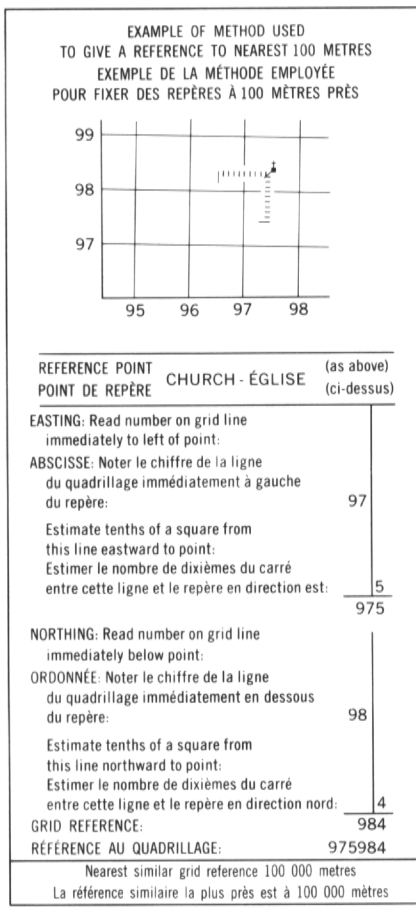 EXAMPLE OF METHOD USED
TO GIVE A REFERENCE TO NEAREST 100 METRES
EXEMPLE DE LA MÉTHODE EMPLOYÉE
POUR FIXER DES REPÈRES À 100 MÈTRES PRÈS
99
98
97
95 96 97 98
REFERENCE POINT
POINT DE REPÈRE
CHURCH - ÉGLISE
(as above)
(ci-dessus)
EASTING: Read number on grid line
immediately to left of point:
ABSCISSE: Noter le chiffre de la ligne
du quadrillage immédiatement à gauche
du repère: 97
Estimate tenths of a square from
this line eastward to point:
Estimer le nombre de dixièmes du carré
entre cette ligne et le repère en direction est: 5
975
NORTHING: Read number on grid line
immediately below point:
ORDONNÉE: Noter le chiffre de la ligne
du quadrillage immédiatement en dessous
du repère: 98
Estimate tenths of a square from
this line northward to point:
Estimer le nombre de dixièmes du carré
entre cette ligne et le repère en direction nord: 4
GRID REFERENCE: 984
RÉFÉRENCE AU QUADRILLAGE: 975984
Nearest similar grid reference 100 000 metres
La référence similaire la plus près est à 100 000 mètres